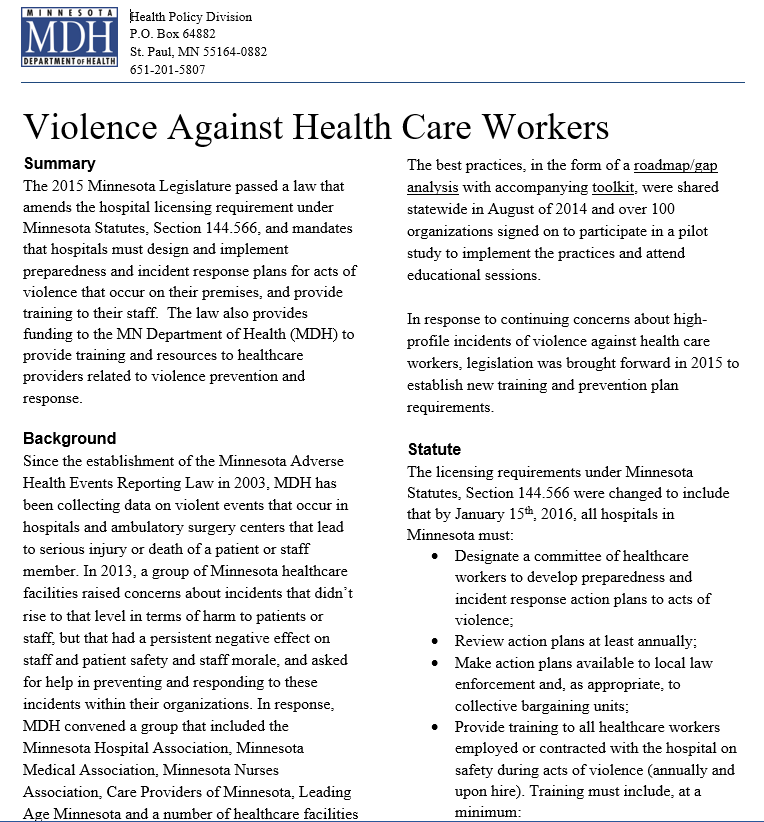 MINNESOTA
MDH
DEPARTMENT OF HEALTH
Health Policy Division
P.O. Box 64882
St. Paul, MN 55164-0882
651-201-5807
Violence Against Health Care Workers
Summary
The 2015 Minnesota Legislature passed a law that
amends the hospital licensing requirement under
Minnesota Statutes, Section 144.566, and mandates
that hospitals must design and implement
preparedness and incident response plans for acts of
violence that occur on their premises, and provide
training to their staff.  The law also provides
funding to the MN Department of Health (MDH) to
provide training and resources to healthcare
providers related to violence prevention and
response.
Background
Since the establishment of the Minnesota Adverse
Health Events Reporting Law in 2003, MDH has
been collecting data on violent events that occur in
hospitals and ambulatory surgery centers that lead
to serious injury or death of a patient or staff
member. In 2013, a group of Minnesota healthcare
facilities raised concerns about incidents that didn’t
rise to that level in terms of harm to patients or
staff, but that had a persistent negative effect on
staff and patient safety and staff morale, and asked
for help in preventing and responding to these
incidents within their organizations. In response,
MDH convened a group that included the
Minnesota Hospital Association, Minnesota
Medical Association, Minnesota Nurses
Association, Care Providers of Minnesota, Leading
Age Minnesota and a number of healthcare facilities
The best practices, in the form of a roadmap/gap
analysis with accompanying toolkit, were shared
statewide in August of 2014 and over 100
organizations signed on to participate in a pilot
study to implement the practices and attend
educational sessions.
In response to continuing concerns about high-
profile incidents of violence against health care
workers, legislation was brought forward in 2015 to
establish new training and prevention plan
requirements.
Statute
The licensing requirements under Minnesota
Statutes, Section 144.566 were changed to include
that by January 15th, 2016, all hospitals in
Minnesota must:
• Designate a committee of healthcare
workers to develop preparedness and
incident response action plans to acts of
violence;
• Review action plans at least annually;
• Make action plans available to local law
enforcement and, as appropriate, to
collective bargaining units;
• Provide training to all healthcare workers
employed or contracted with the hospital on
safety during acts of violence (annually and
upon hire). Training must include, at a
minimum: